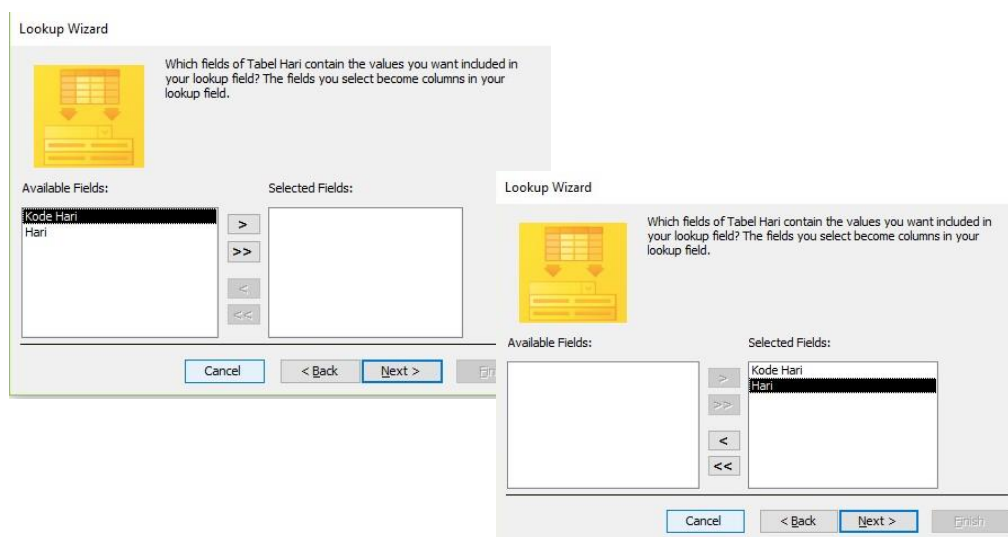 Lookup Wizard
Which fields of Tabel Hari contain the values you want included in
your lookup field? The fields you select become columns in your
lookup field.
Available Fields:
Selected Fields:
Kode Hari
Hari
>
>>
<
<<
Cancel
< Back
Next >
Lookup Wizard
Which fields of Tabel Hari contain the values you want included in
your lookup field? The fields you select become columns in your
lookup field.
Available Fields:
Selected Fields:
>
>>
<
<<
Kode Hari
Hari
Cancel
< Back
Next >
Finish